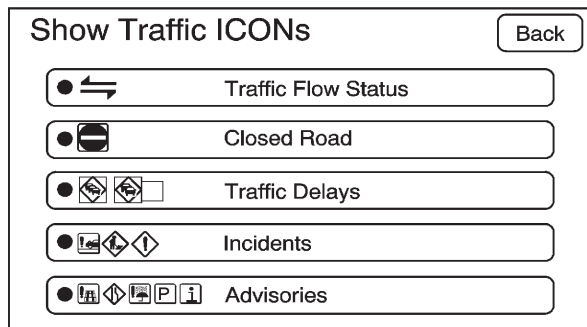 Show Traffic ICONs
Back
Traffic Flow Status
Closed Road
Traffic Delays
Incidents
P i Advisories